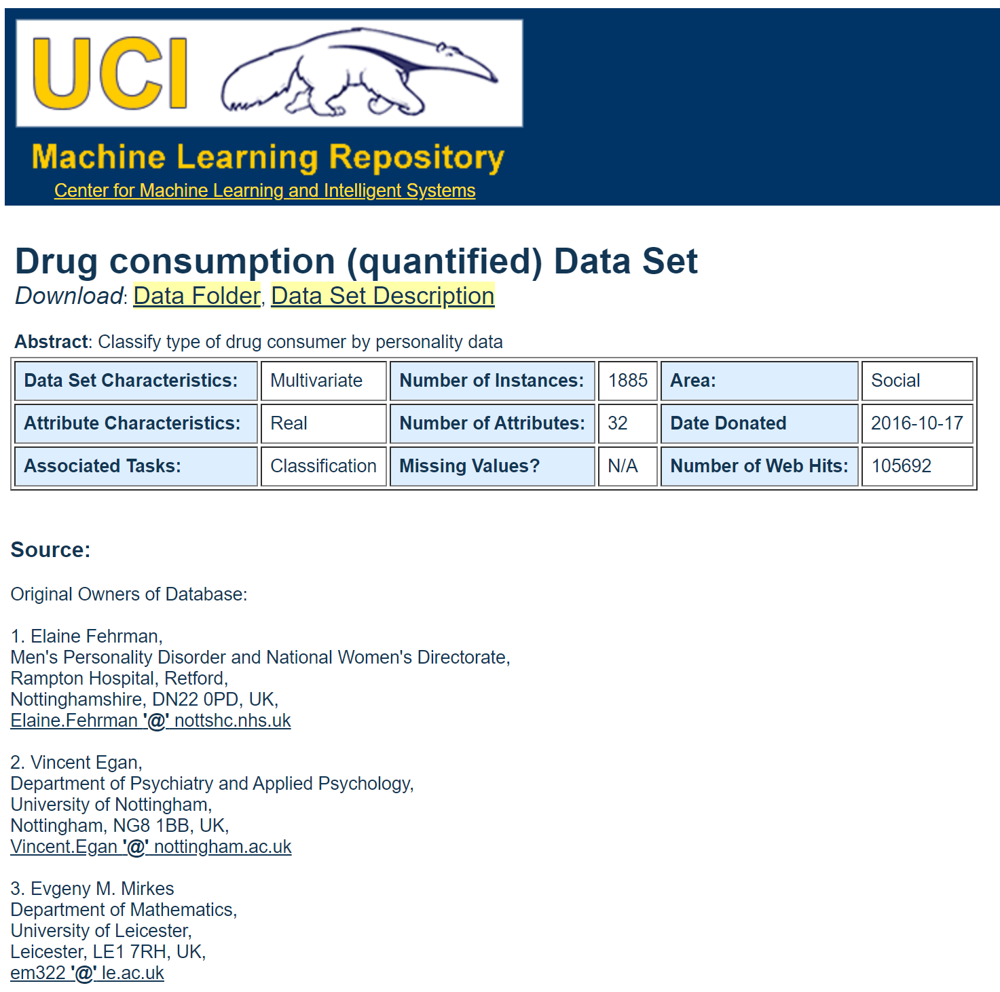 UCI
Machine Learning Repository
Center for Machine Learning and Intelligent Systems
Drug consumption (quantified) Data Set
Download: Data Folder, Data Set Description
Abstract: Classify type of drug consumer by personality data
Data Set Characteristics: Multivariate Number of Instances: 1885 Area: Social
Attribute Characteristics: Real Number of Attributes: 32 Date Donated 2016-10-17
Associated Tasks: Classification Missing Values? N/A Number of Web Hits: 105692
Source:
Original Owners of Database:
1. Elaine Fehrman,
Men's Personality Disorder and National Women's Directorate,
Rampton Hospital, Retford,
Nottinghamshire, DN22 0PD, UK,
Elaine.Fehrman '@' nottshc.nhs.uk
2. Vincent Egan,
Department of Psychiatry and Applied Psychology,
University of Nottingham,
Nottingham, NG8 1BB, UK,
Vincent.Egan '@' nottingham.ac.uk
3. Evgeny M. Mirkes
Department of Mathematics,
University of Leicester,
Leicester, LE1 7RH, UK,
em322 '@' le.ac.uk